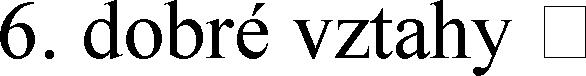 6. dobré vztahy □